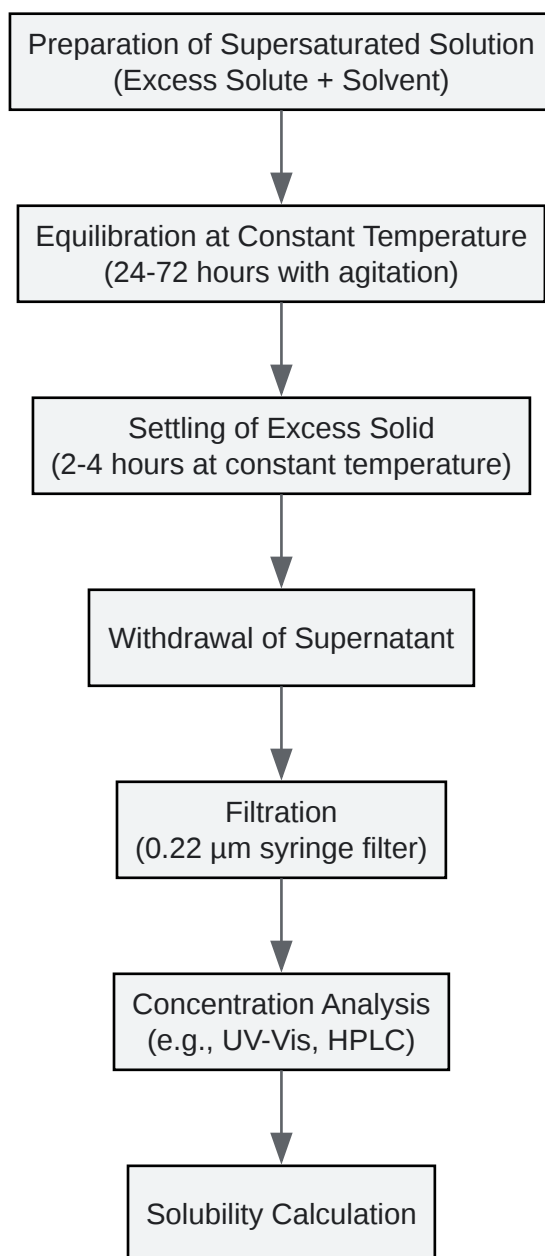 Preparation of Supersaturated Solution
(Excess Solute + Solvent)
Equilibration at Constant Temperature
(24-72 hours with agitation)
Settling of Excess Solid
(2-4 hours at constant temperature)
Withdrawal of Supernatant
Filtration
(0.22 µm syringe filter)
Concentration Analysis
(e.g., UV-Vis, HPLC)
Solubility Calculation